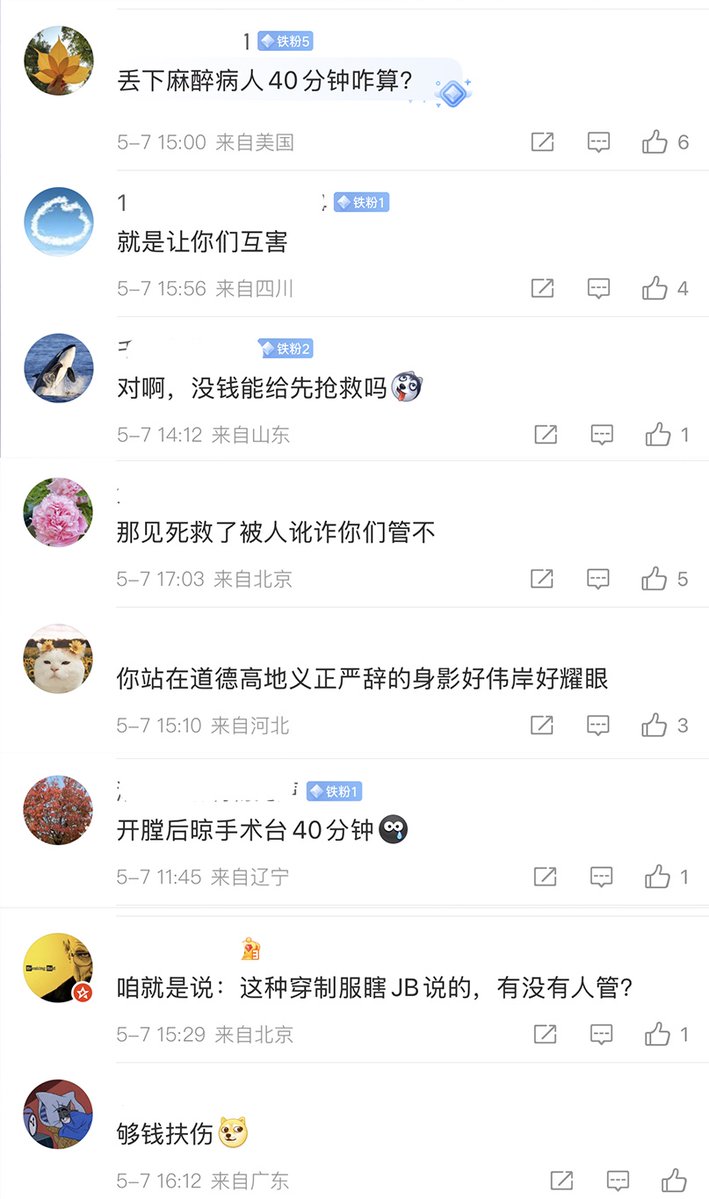 1 铁粉5
丢下麻醉病人40分钟咋算?
5-7 15:00 来自美国
6
1 铁粉1
就是让你们互害
5-7 15:56 来自四川
4
铁粉2
对啊，没钱能给先抢救吗
5-7 14:12 来自山东
1
那见死救了被人讹诈你们管不
5-7 17:03 来自北京
5
你站在道德高地义正严辞的身影好伟岸好耀眼
5-7 15:10 来自河北
3
铁粉1
开膛后晾手术台40分钟
5-7 11:45 来自辽宁
1
咱就是说：这种穿制服瞎JB说的，有没有人管?
5-7 15:29 来自北京
1
够钱扶伤
5-7 16:12 来自广东